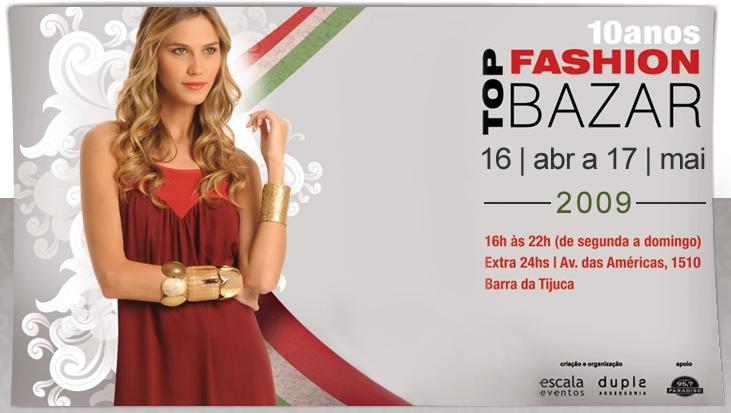 10anos
TOP FASHION
BAZAR
16 | abr a 17 | mai
2009
16h às 22h (de segunda a domingo)
Extra 24hs | Av. das Américas, 1510
Barra da Tijuca
criação e organização
apoio
escala
eventos
duple
ASSESSORIA
95,7
PARADISO